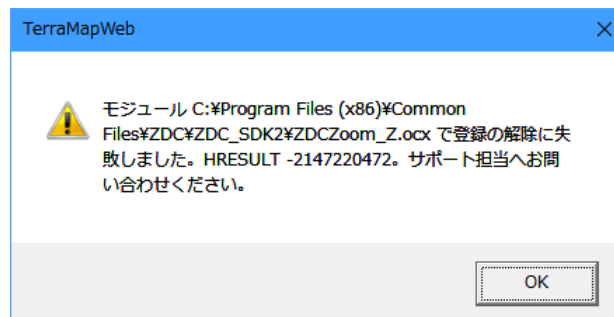 TerraMapWeb
モジュール C:¥Program Files (x86)¥Common
Files¥ZDC¥ZDC_SDK2¥ZDCZoom_Z.ocx で登録の解除に失
敗しました。HRESULT -2147220472。サポート担当へお問
い合わせください。
OK